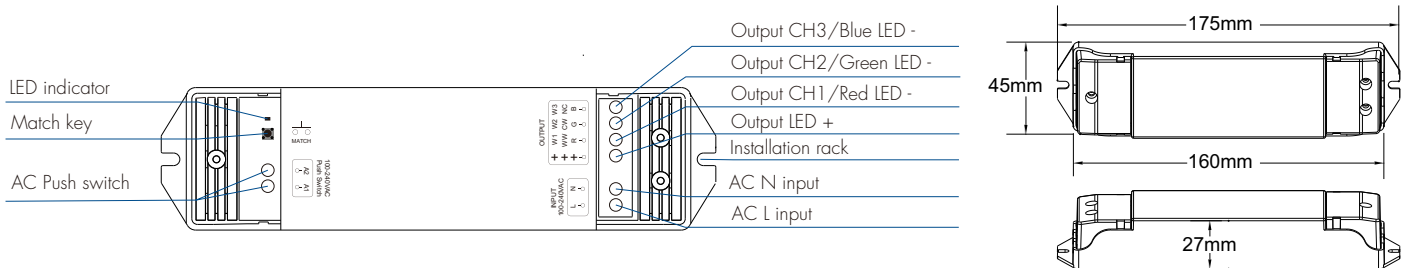 Output CH3/Blue LED -
Output CH2/Green LED -
Output CH1/Red LED -
Output LED +
Installation rack
AC N input
AC L input
LED indicator
Match key
AC Push switch
MATCH
100-240VAC
Push Switch
A2
A1
OUTPUT
W3 NC B
W2 CW G
W1 WW R
+ + +
INPUT
100-240VAC
N
L
175mm
45mm
160mm
27mm